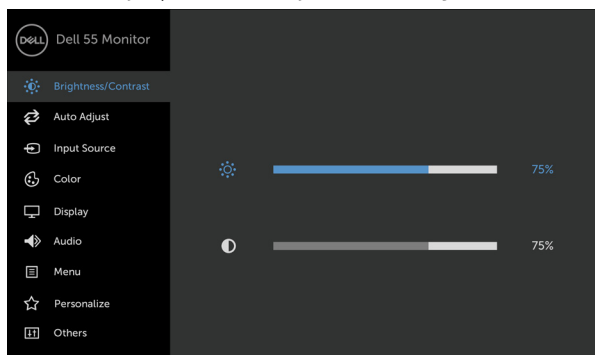 DELL
Dell 55 Monitor
Brightness/Contrast
Auto Adjust
Input Source
Color
Display
Audio
Menu
Personalize
Others
75%
75%